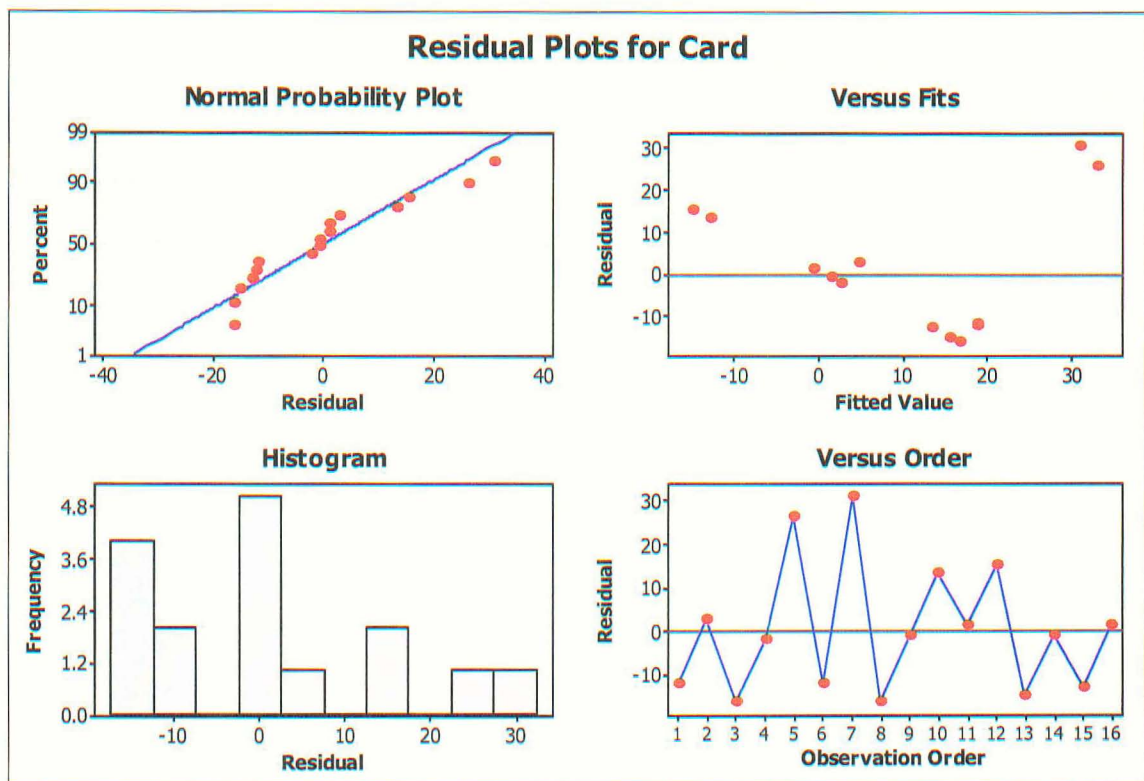 Residual Plots for Card
Normal Probability Plot
99
90
50
10
1
Percent
-40 -20 0 20 40
Residual
Versus Fits
30
20
10
0
-10
Residual
-10 0 10 20 30
Fitted Value
Histogram
4.8
3.6
2.4
1.2
0.0
Frequency
-10 0 10 20 30
Residual
Versus Order
30
20
10
0
-10
Residual
1 2 3 4 5 6 7 8 9 10 11 12 13 14 15 16
Observation Order